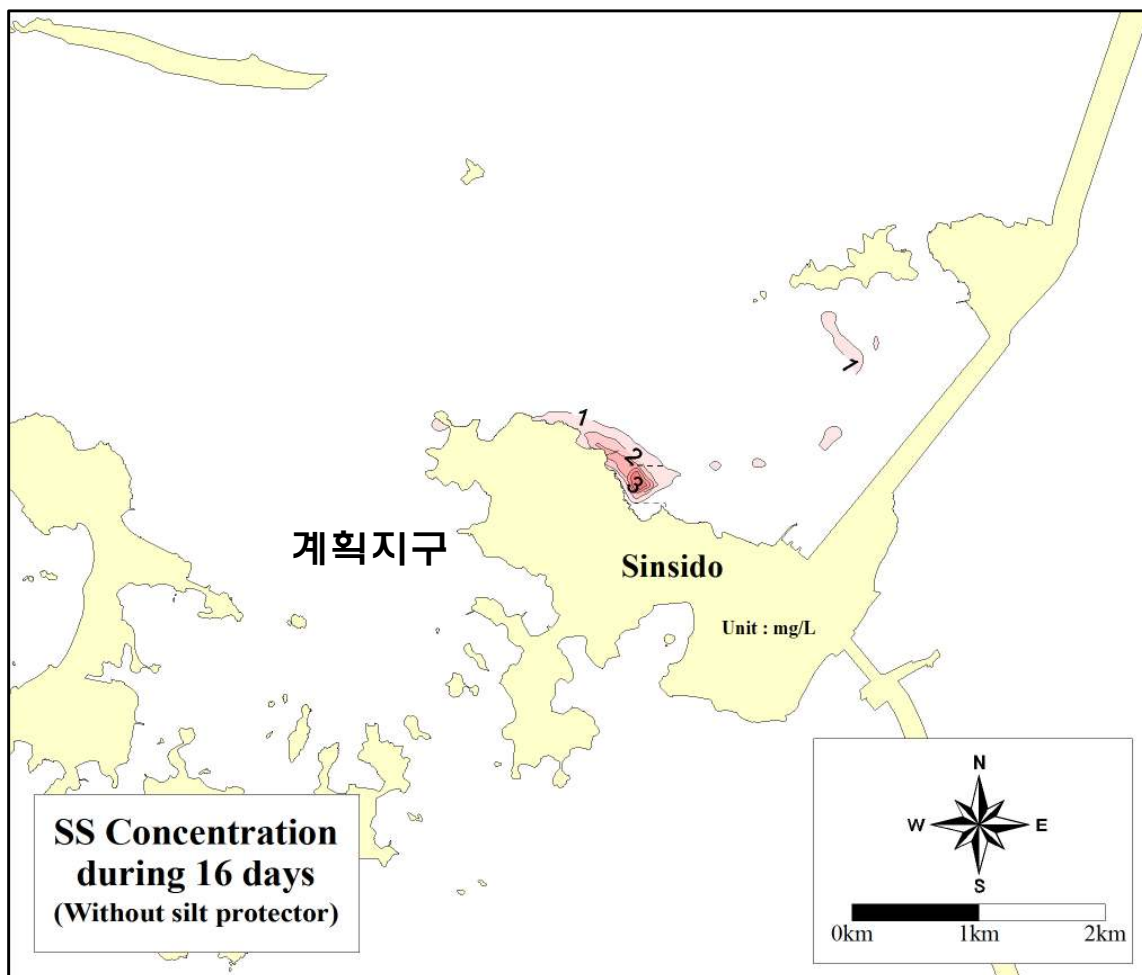 1
1
2
3
계획지구
Sinsido
Unit : mg/L
SS Concentration
during 16 days
(Without silt protector)
N
W E
S
0km 1km 2km